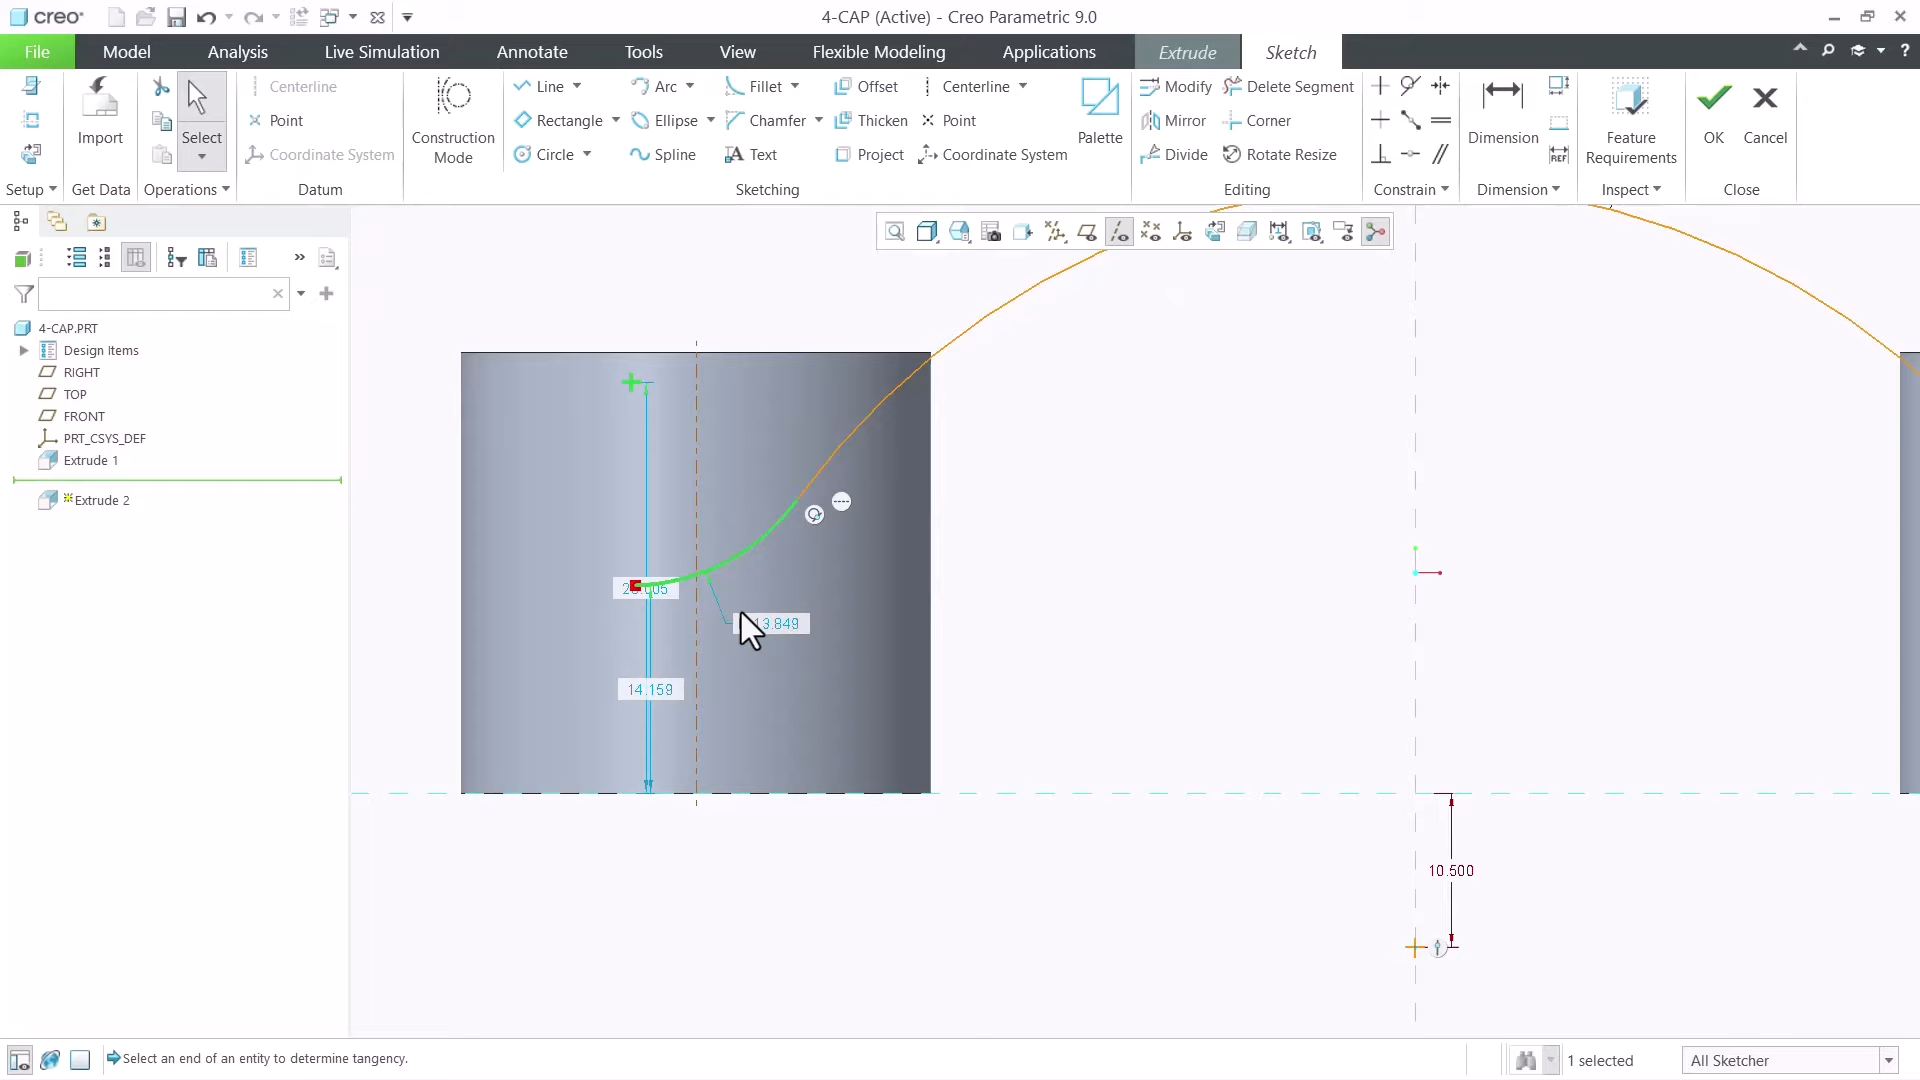 creo
4-CAP (Active) - Creo Parametric 9.0
File Model Analysis Live Simulation Annotate Tools View Flexible Modeling Applications Extrude Sketch
Centerline Line Arc Fillet Offset Centerline Modify Delete Segment
Import Select Point Construction Mode Rectangle Ellipse Chamfer Thicken Point Palette Mirror Corner Dimension Feature Requirements OK Cancel
Coordinate System Circle Spline Text Project Coordinate System Divide Rotate Resize REF
Setup Get Data Operations Datum Sketching Editing Constrain Dimension Inspect Close
4-CAP.PRT
Design Items
RIGHT
TOP
FRONT
PRT_CSYS_DEF
Extrude 1
Extrude 2
13.849
14.159
10.500
Select an end of an entity to determine tangency.
1 selected
All Sketcher